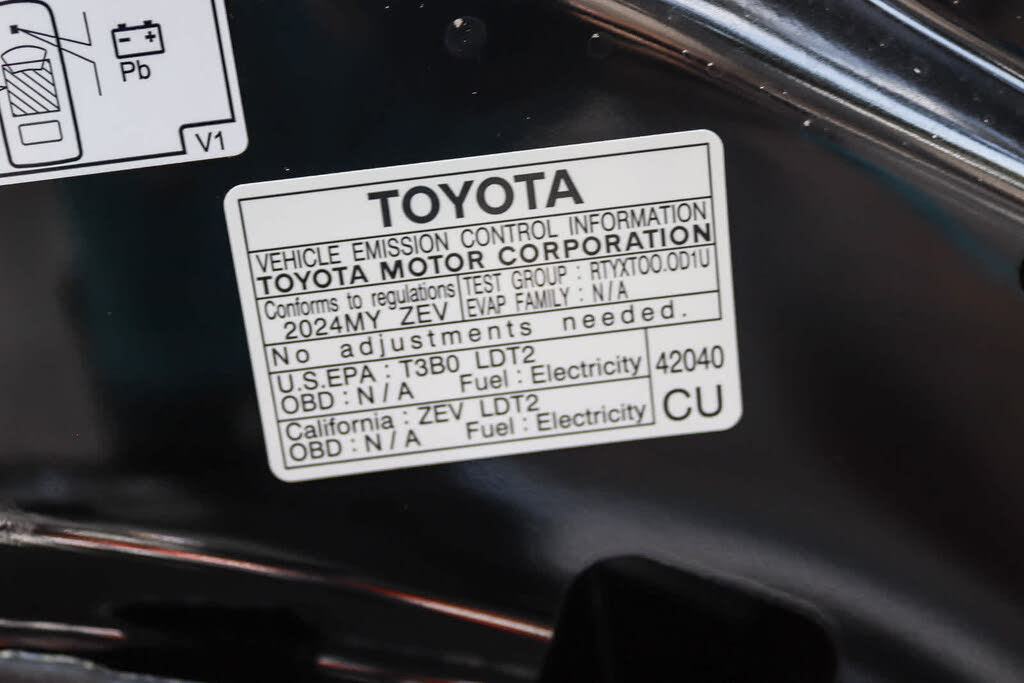 Pb
V1
TOYOTA
VEHICLE EMISSION CONTROL INFORMATION
TOYOTA MOTOR CORPORATION
Conforms to regulations
2024MY ZEV
TEST GROUP : RTYXT00.0D1U
EVAP FAMILY : N/A
No adjustments needed.
U.S.EPA : T3B0 LDT2
OBD : N/A Fuel : Electricity
California : ZEV LDT2
OBD : N/A Fuel : Electricity
42040
CU